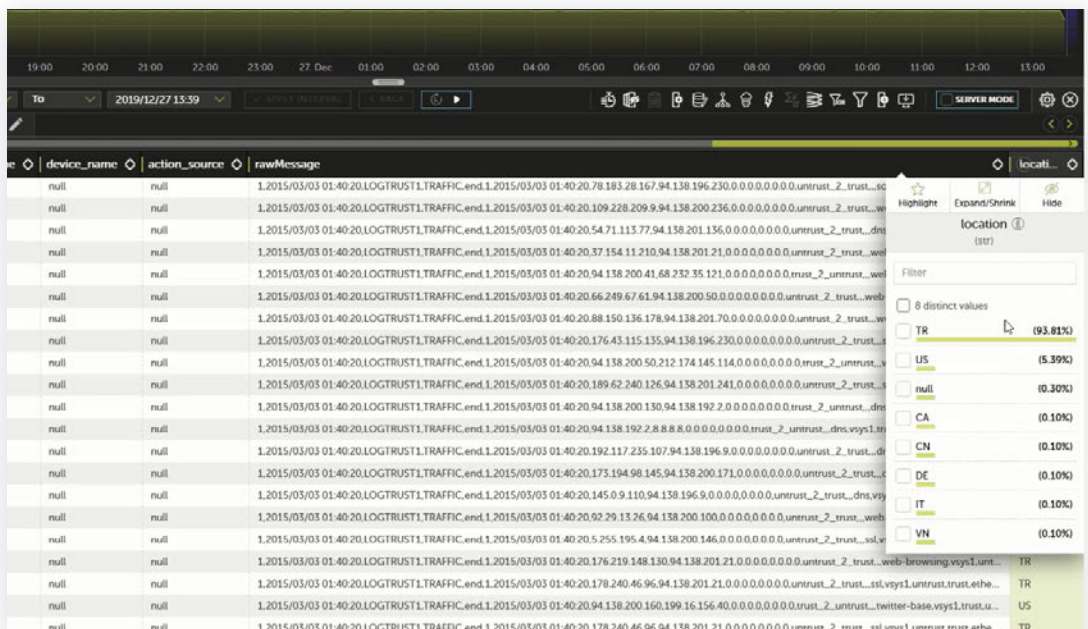 19:00 20:00 21:00 22:00 23:00 27. Dec 01:00 02:00 03:00 04:00 05:00 06:00 07:00 08:00 09:00 10:00 11:00 12:00 13:00
To 2019/12/27 13:39 SERVER MODE
e device_name action_source rawMessage locati...
null null 1,2015/03/03 01:40:20,LOGTRUST1,TRAFFIC,end,1,2015/03/03 01:40:20,78.183.28.167,94.138.196.230,0.0.0.0,0.0.0.0,untrust_2_trust,,,
null null 1,2015/03/03 01:40:20,LOGTRUST1,TRAFFIC,end,1,2015/03/03 01:40:20,109.228.209.9,94.138.200.236,0.0.0.0,0.0.0.0,untrust_2_trust,,,
null null 1,2015/03/03 01:40:20,LOGTRUST1,TRAFFIC,end,1,2015/03/03 01:40:20,54.71.113.77,94.138.201.136,0.0.0.0,0.0.0.0,untrust_2_trust,,,dns
null null 1,2015/03/03 01:40:20,LOGTRUST1,TRAFFIC,end,1,2015/03/03 01:40:20,37.154.11.210,94.138.201.21,0.0.0.0,0.0.0.0,untrust_2_trust,,,
null null 1,2015/03/03 01:40:20,LOGTRUST1,TRAFFIC,end,1,2015/03/03 01:40:20,94.138.200.41,68.232.35.121,0.0.0.0,0.0.0.0,trust_2_untrust,,,
null null 1,2015/03/03 01:40:20,LOGTRUST1,TRAFFIC,end,1,2015/03/03 01:40:20,66.249.67.61,94.138.200.50,0.0.0.0,0.0.0.0,untrust_2_trust,,,web
null null 1,2015/03/03 01:40:20,LOGTRUST1,TRAFFIC,end,1,2015/03/03 01:40:20,88.150.136.178,94.138.201.70,0.0.0.0,0.0.0.0,untrust_2_trust,,,
null null 1,2015/03/03 01:40:20,LOGTRUST1,TRAFFIC,end,1,2015/03/03 01:40:20,176.43.115.135,94.138.196.230,0.0.0.0,0.0.0.0,untrust_2_trust,,,
null null 1,2015/03/03 01:40:20,LOGTRUST1,TRAFFIC,end,1,2015/03/03 01:40:20,94.138.200.50,212.174.145.114,0.0.0.0,0.0.0.0,trust_2_untrust,,,
null null 1,2015/03/03 01:40:20,LOGTRUST1,TRAFFIC,end,1,2015/03/03 01:40:20,189.62.240.126,94.138.201.241,0.0.0.0,0.0.0.0,untrust_2_trust,,,
null null 1,2015/03/03 01:40:20,LOGTRUST1,TRAFFIC,end,1,2015/03/03 01:40:20,94.138.200.130,94.138.192.2,0.0.0.0,0.0.0.0,trust_2_untrust,,,dns
null null 1,2015/03/03 01:40:20,LOGTRUST1,TRAFFIC,end,1,2015/03/03 01:40:20,94.138.192.2,8.8.8.8,0.0.0.0,0.0.0.0,trust_2_untrust,,,dns,vsys1,
null null 1,2015/03/03 01:40:20,LOGTRUST1,TRAFFIC,end,1,2015/03/03 01:40:20,192.117.235.107,94.138.196.9,0.0.0.0,0.0.0.0,untrust_2_trust,,,
null null 1,2015/03/03 01:40:20,LOGTRUST1,TRAFFIC,end,1,2015/03/03 01:40:20,173.194.98.145,94.138.200.171,0.0.0.0,0.0.0.0,untrust_2_trust,,,
null null 1,2015/03/03 01:40:20,LOGTRUST1,TRAFFIC,end,1,2015/03/03 01:40:20,145.0.9.110,94.138.196.9,0.0.0.0,0.0.0.0,untrust_2_trust,,,dns,vsy
null null 1,2015/03/03 01:40:20,LOGTRUST1,TRAFFIC,end,1,2015/03/03 01:40:20,92.29.13.26,94.138.200.100,0.0.0.0,0.0.0.0,untrust_2_trust,,,web
null null 1,2015/03/03 01:40:20,LOGTRUST1,TRAFFIC,end,1,2015/03/03 01:40:20,5.255.195.4,94.138.200.146,0.0.0.0,0.0.0.0,untrust_2_trust,,,ssl,
null null 1,2015/03/03 01:40:20,LOGTRUST1,TRAFFIC,end,1,2015/03/03 01:40:20,176.219.148.130,94.138.201.21,0.0.0.0,0.0.0.0,untrust_2_trust,,,web-browsing,vsys1,unt... TR
null null 1,2015/03/03 01:40:20,LOGTRUST1,TRAFFIC,end,1,2015/03/03 01:40:20,178.240.46.96,94.138.201.21,0.0.0.0,0.0.0.0,untrust_2_trust,,,ssl,vsys1,untrust,trust,ethe... TR
null null 1,2015/03/03 01:40:20,LOGTRUST1,TRAFFIC,end,1,2015/03/03 01:40:20,94.138.200.160,199.16.156.40,0.0.0.0,0.0.0.0,trust_2_untrust,,,twitter-base,vsys1,trust,u... US
null null 1,2015/03/03 01:40:20,LOGTRUST1,TRAFFIC,end,1,2015/03/03 01:40:20,178.240.46.96,94.138.201.21,0.0.0.0,0.0.0.0,untrust_2_trust,,,ssl,vsys1,untrust,trust,ethe... TR
Highlight Expand/Shrink Hide
location
(str)
Filter
8 distinct values
TR (93.81%)
US (5.39%)
null (0.30%)
CA (0.10%)
CN (0.10%)
DE (0.10%)
IT (0.10%)
VN (0.10%)